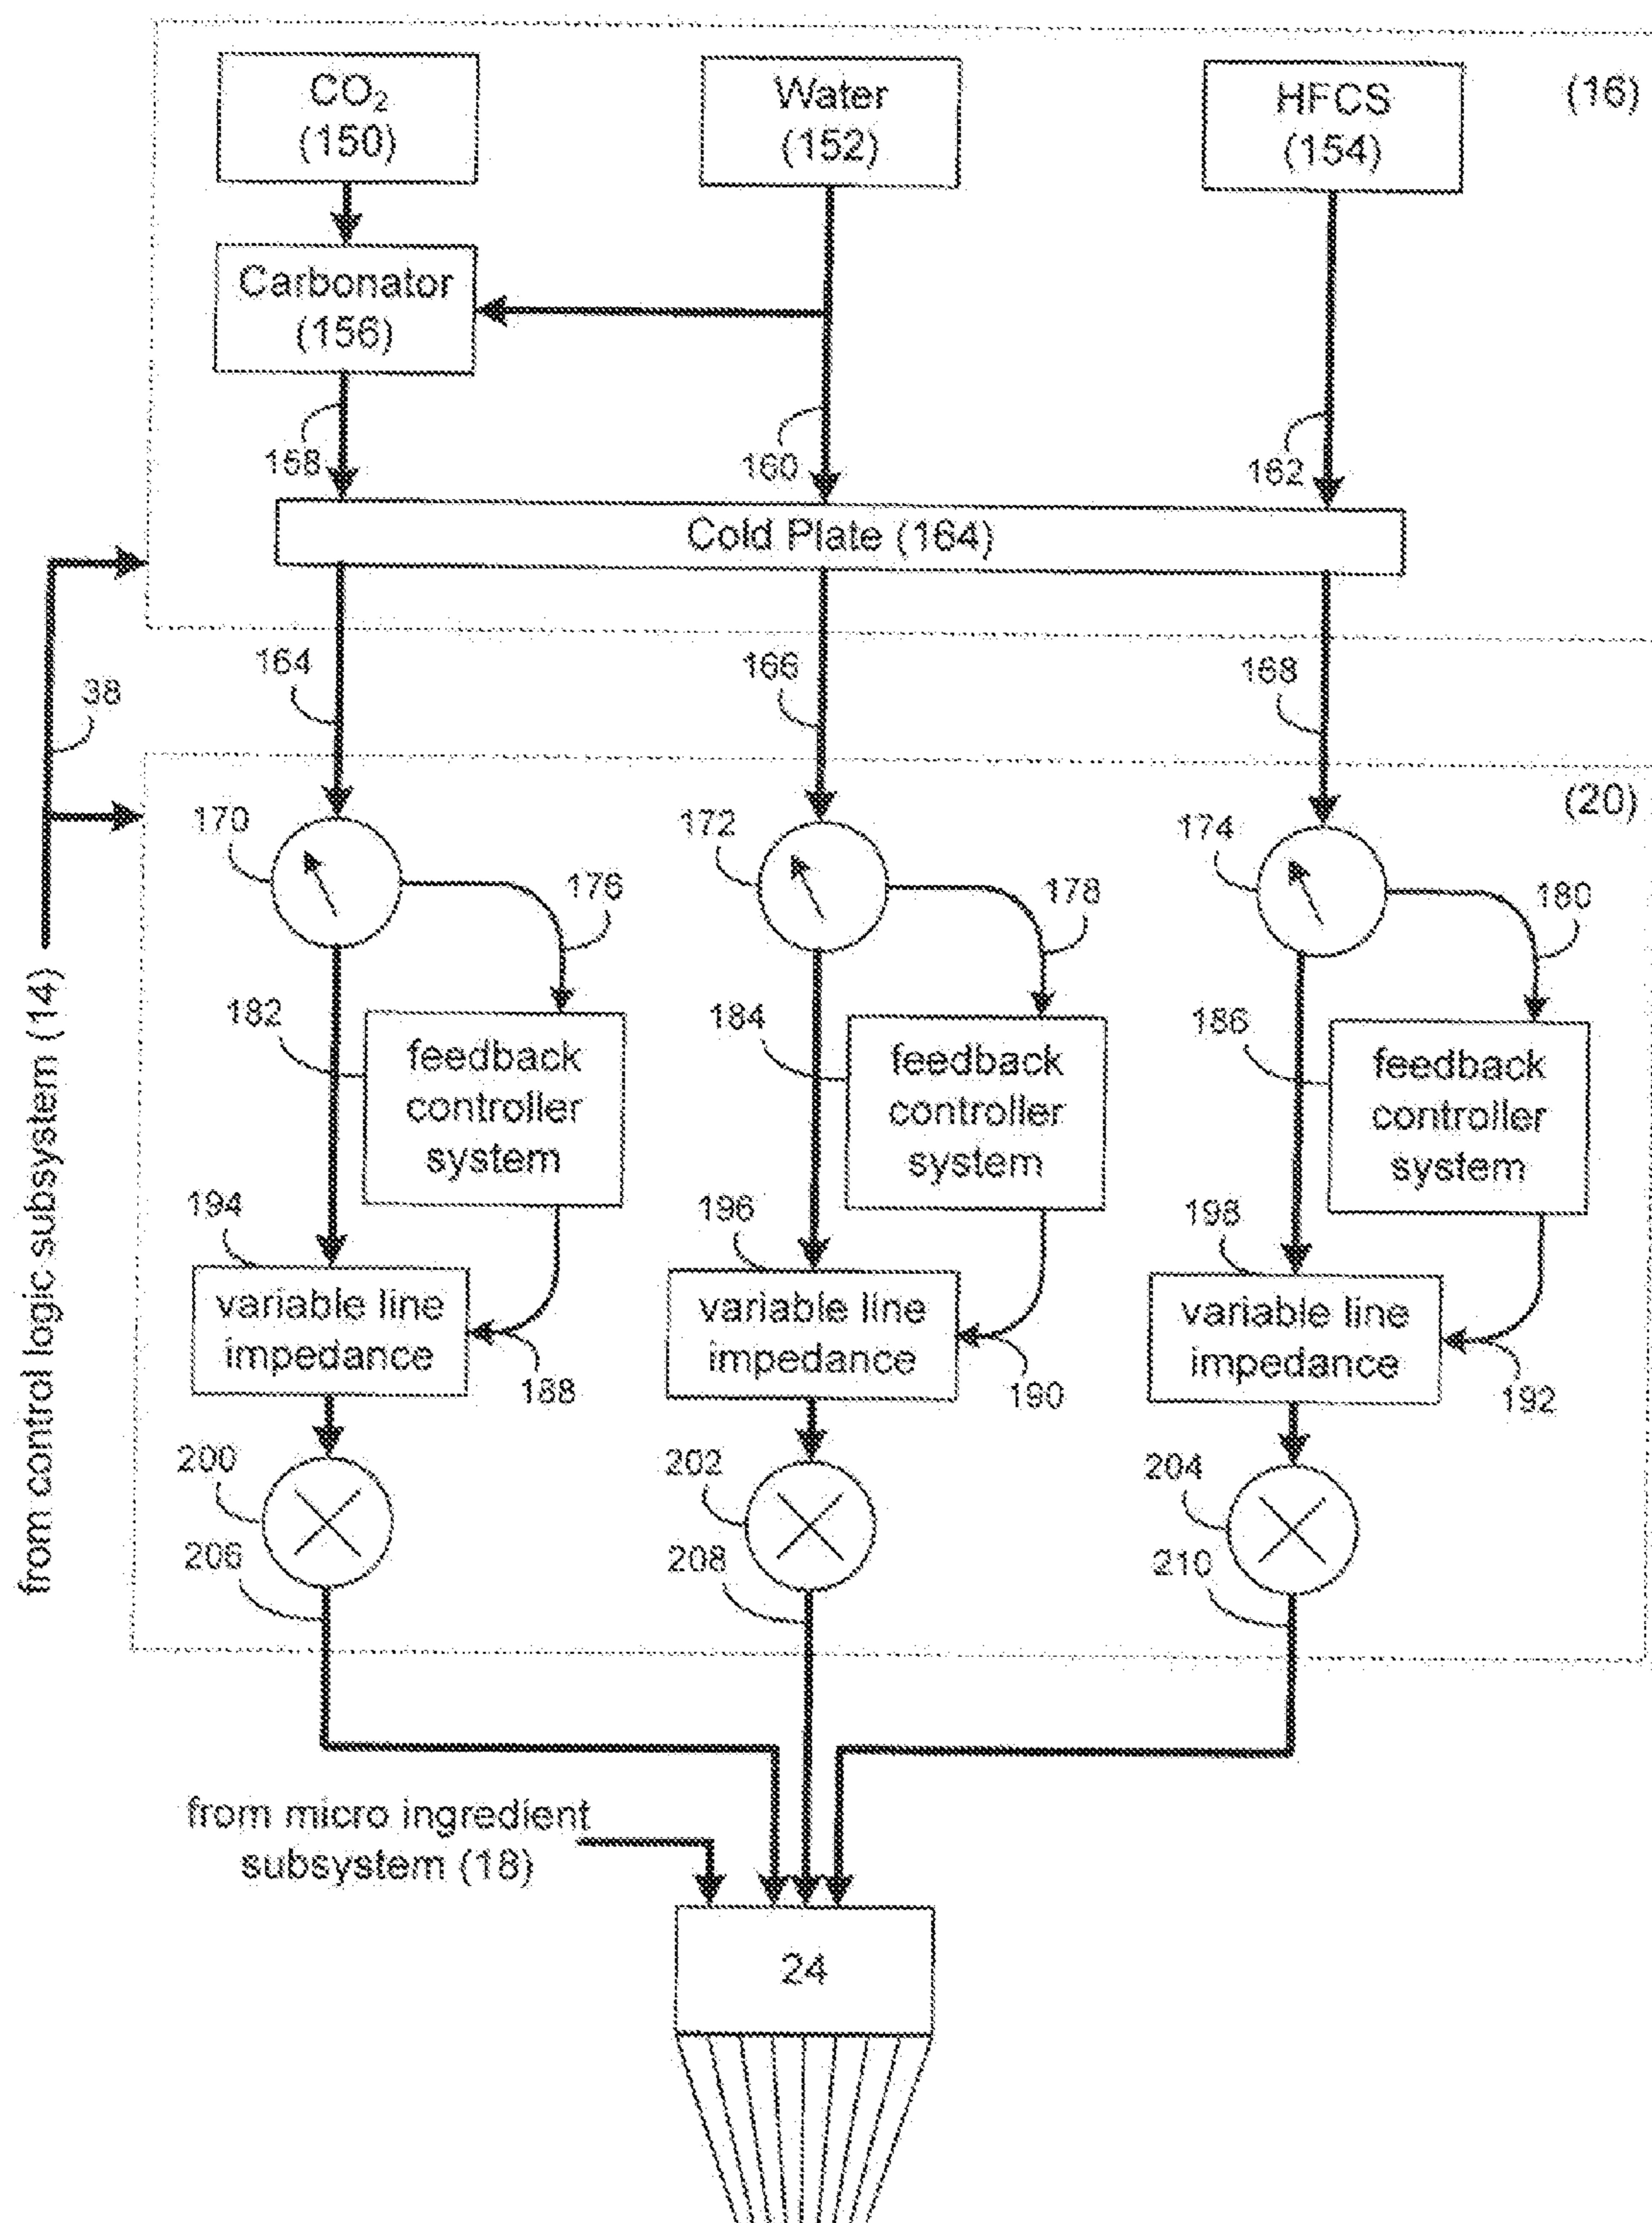 CO₂
(150)
Water
(152)
HFCS
(154)
(16)
Carbonator
(156)
158
160
162
Cold Plate (164)
38
164
166
168
(20)
170
172
174
176
178
180
from control logic subsystem (14)
182
feedback
controller
system
184
feedback
controller
system
186
feedback
controller
system
194
variable line
impedance
196
variable line
impedance
198
variable line
impedance
188
190
192
200
202
204
206
208
210
from micro ingredient
subsystem (18)
24